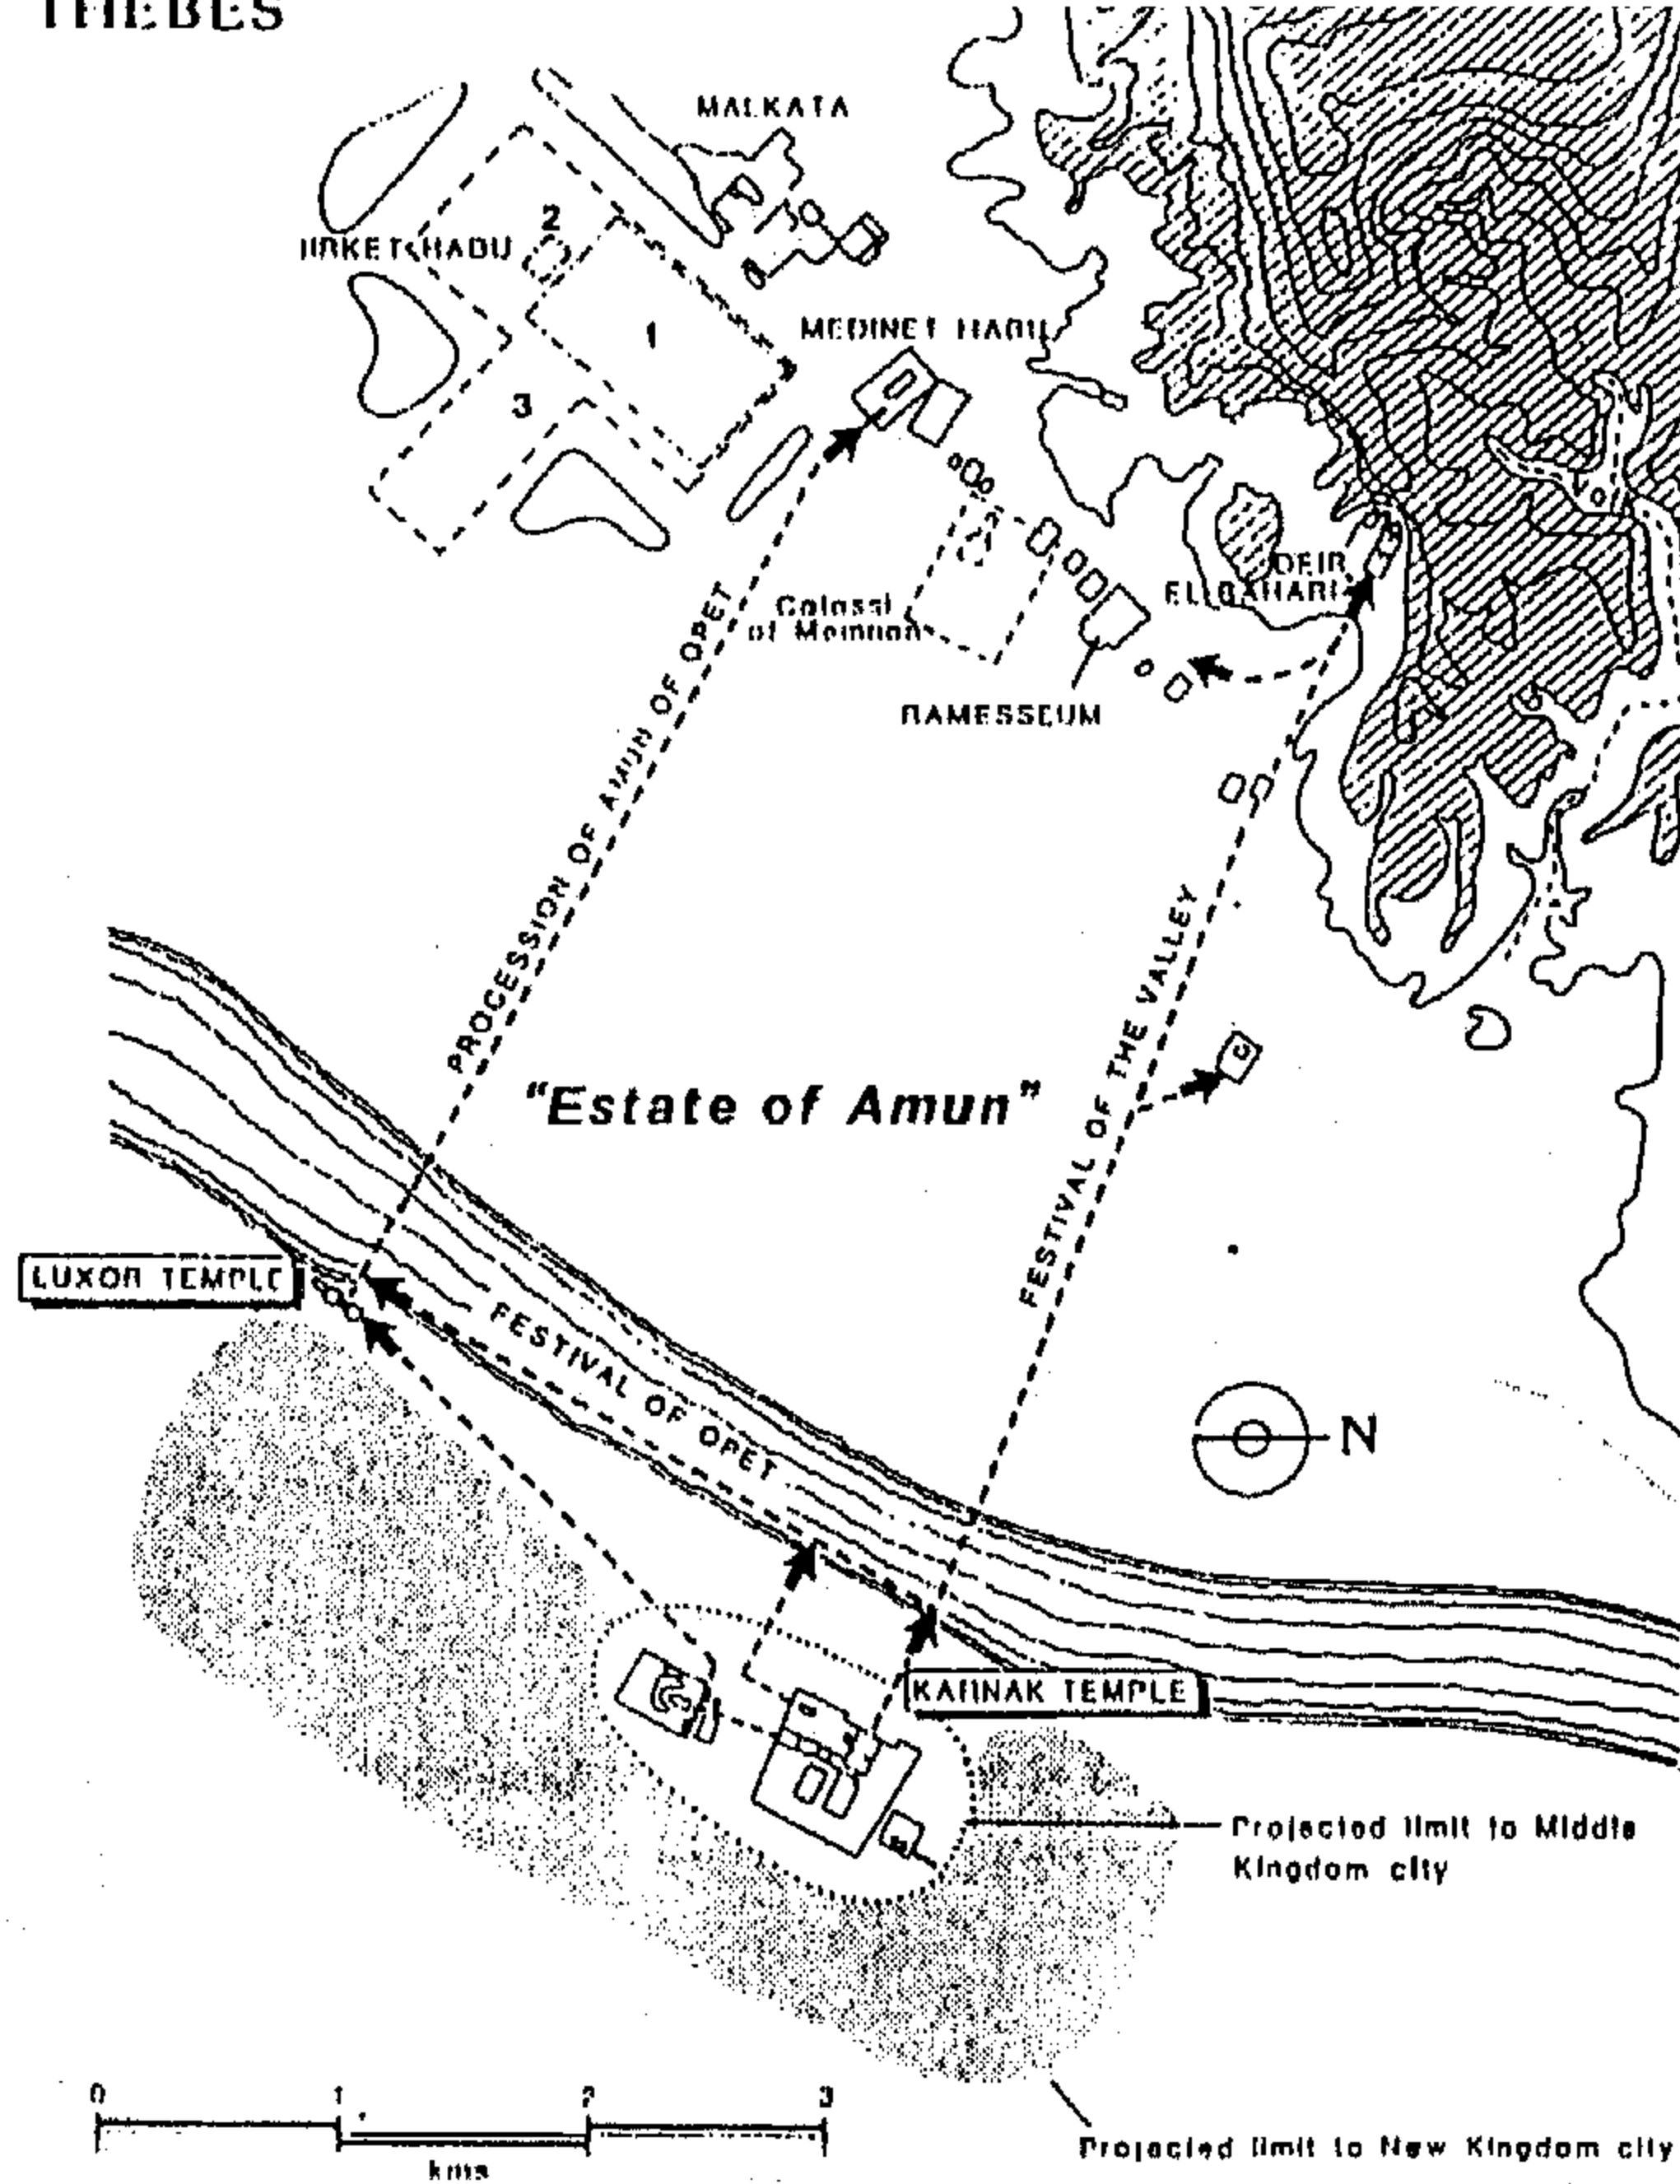 THEBES
MALKATA
2
BIRKET HABU
1
MEDINET HABU
3
DEIR
EL BAHARI
Colossi
of Memnon
RAMESSEUM
PROCESSION OF AMUN OF OPET
FESTIVAL OF THE VALLEY
"Estate of Amun"
LUXOR TEMPLE
FESTIVAL OF OPET
N
KARNAK TEMPLE
Projected limit to Middle
Kingdom city
0 1 2 3
kms
Projected limit to New Kingdom city